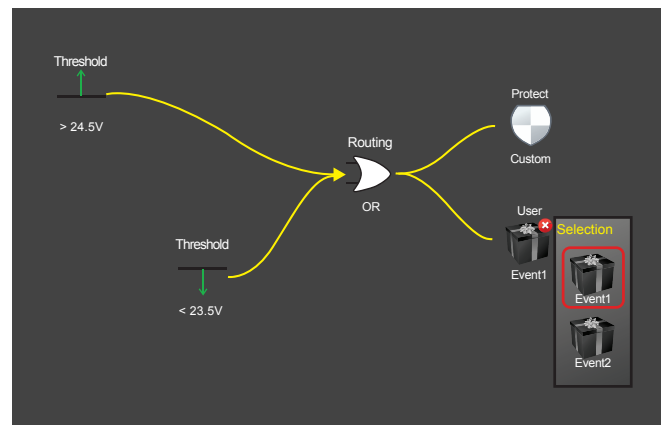 Threshold
> 24.5V
Threshold
< 23.5V
Routing
OR
Protect
Custom
User
Event1
Selection
Event1
Event2